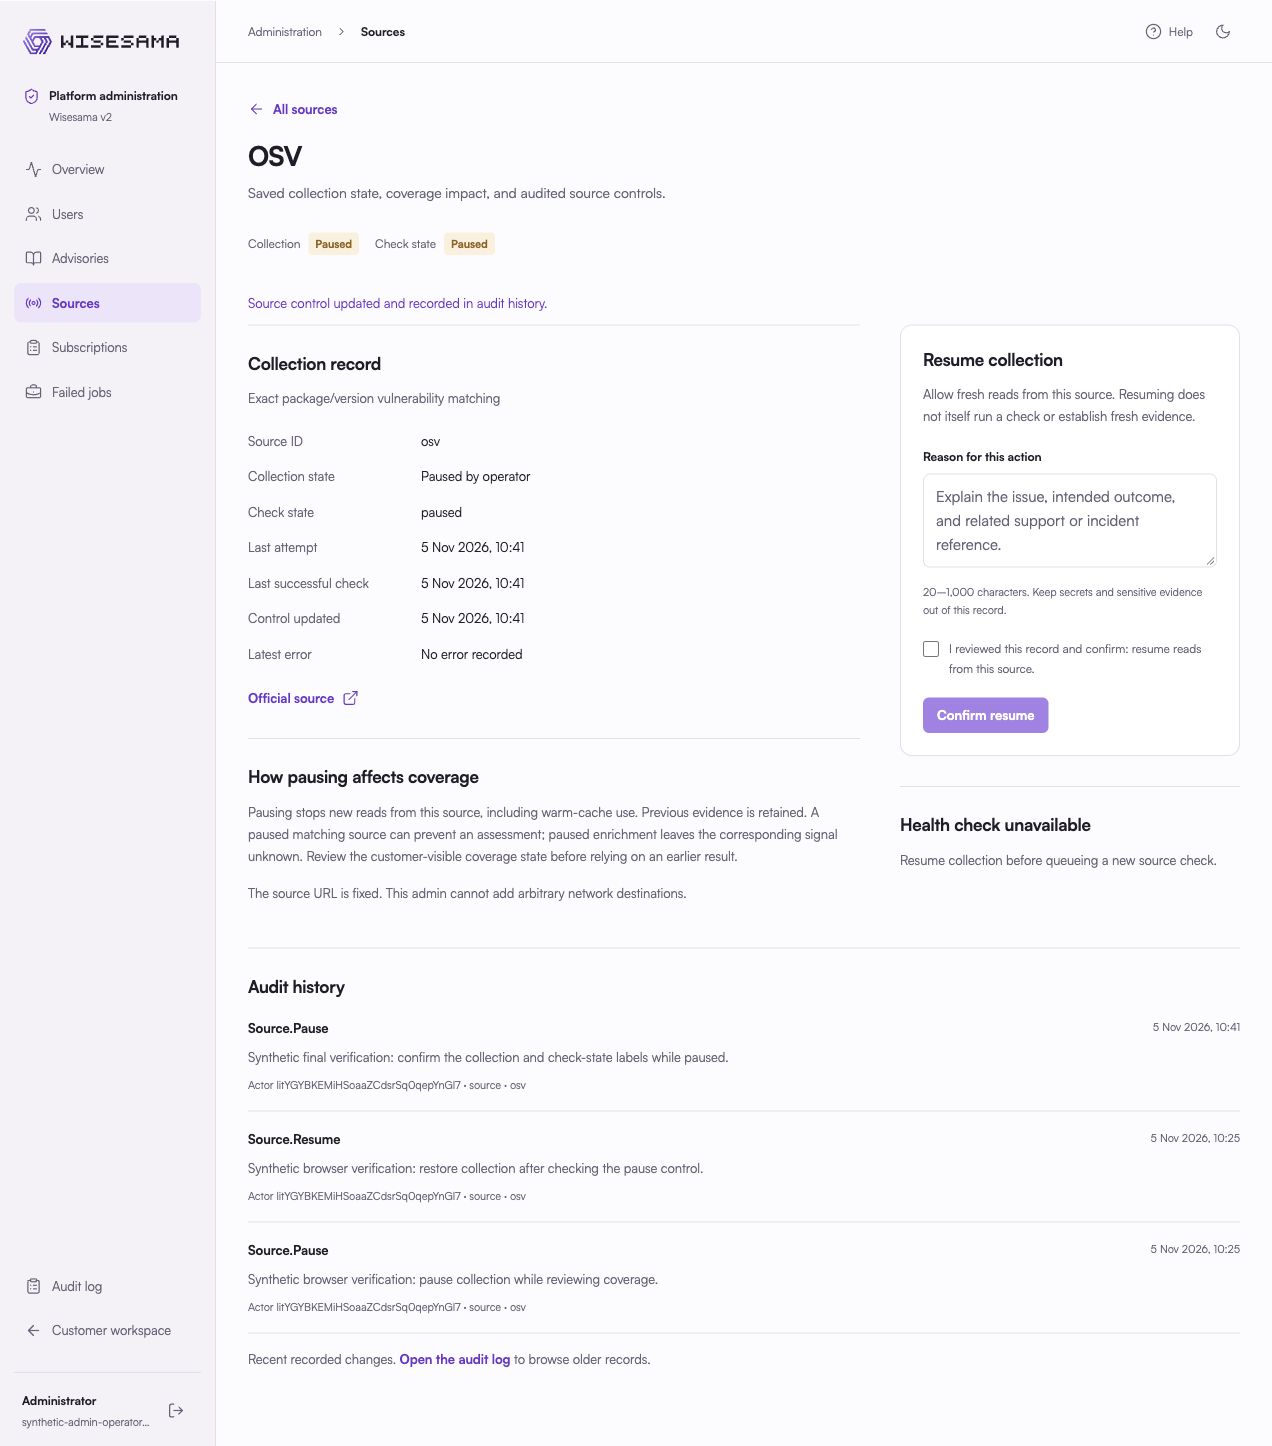 WISESAMA
Platform administration
Wisesama v2
Overview
Users
Advisories
Sources
Subscriptions
Failed jobs
Audit log
Customer workspace
Administrator
synthetic-admin-operator...
Administration > Sources
Help
All sources
OSV
Saved collection state, coverage impact, and audited source controls.
Collection Paused Check state Paused
Source control updated and recorded in audit history.
Collection record
Exact package/version vulnerability matching
Source ID osv
Collection state Paused by operator
Check state paused
Last attempt 5 Nov 2026, 10:41
Last successful check 5 Nov 2026, 10:41
Control updated 5 Nov 2026, 10:41
Latest error No error recorded
Official source
How pausing affects coverage
Pausing stops new reads from this source, including warm-cache use. Previous evidence is retained. A
paused matching source can prevent an assessment; paused enrichment leaves the corresponding signal
unknown. Review the customer-visible coverage state before relying on an earlier result.
The source URL is fixed. This admin cannot add arbitrary network destinations.
Resume collection
Allow fresh reads from this source. Resuming does
not itself run a check or establish fresh evidence.
Reason for this action
Explain the issue, intended outcome,
and related support or incident
reference.
20–1,000 characters. Keep secrets and sensitive evidence
out of this record.
I reviewed this record and confirm: resume reads
from this source.
Confirm resume
Health check unavailable
Resume collection before queueing a new source check.
Audit history
Source.Pause 5 Nov 2026, 10:41
Synthetic final verification: confirm the collection and check-state labels while paused.
Actor litYGYBKEMiHSoaaZCdsrSqOqepYnGl7 · source · osv
Source.Resume 5 Nov 2026, 10:25
Synthetic browser verification: restore collection after checking the pause control.
Actor litYGYBKEMiHSoaaZCdsrSqOqepYnGl7 · source · osv
Source.Pause 5 Nov 2026, 10:25
Synthetic browser verification: pause collection while reviewing coverage.
Actor litYGYBKEMiHSoaaZCdsrSqOqepYnGl7 · source · osv
Recent recorded changes. Open the audit log to browse older records.